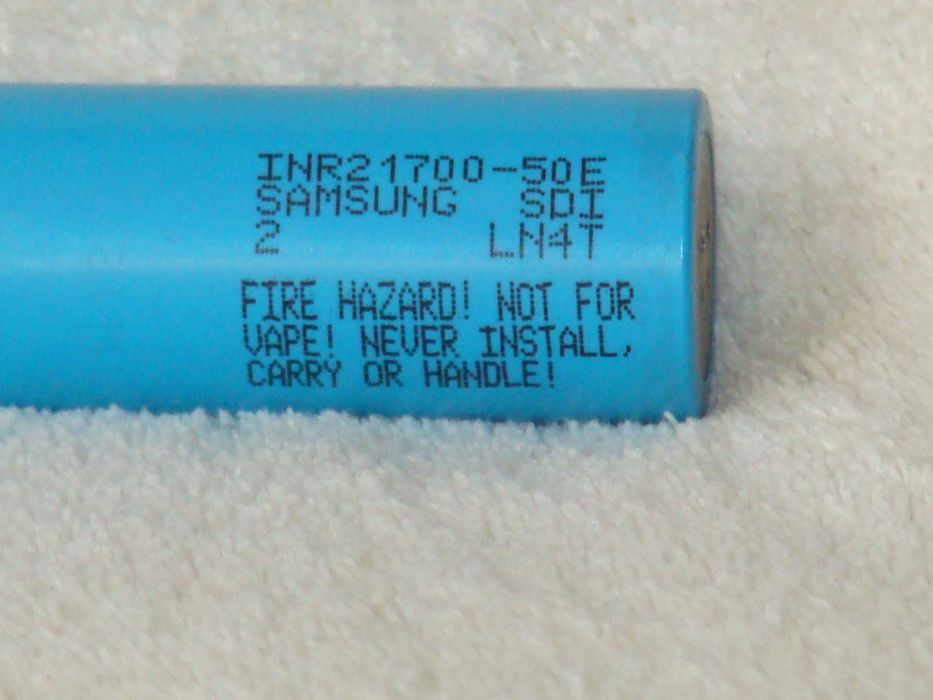 INR21700-50E
SAMSUNG SDI
2 LN4T
FIRE HAZARD! NOT FOR
VAPE! NEVER INSTALL,
CARRY OR HANDLE!